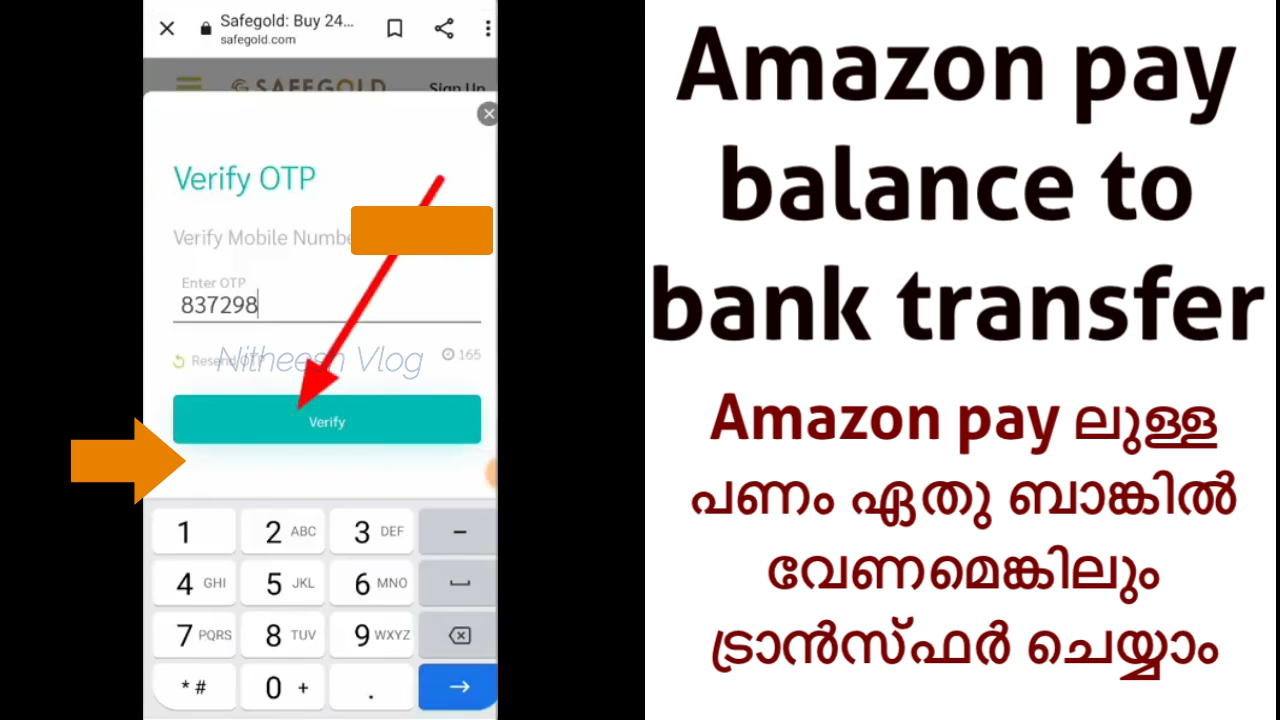 Safegold: Buy 24...
safegold.com
SAFEGOLD
Sign Up
Verify OTP
Verify Mobile Numbe
Enter OTP
837298
Resend OTP
165
Nitheesh Vlog
Verify
1 2 ABC 3 DEF -
4 GHI 5 JKL 6 MNO
7 PQRS 8 TUV 9 WXYZ
* # 0 + .
Amazon pay
balance to
bank transfer
Amazon pay ലുള്ള
പണം ഏതു ബാങ്കിൽ
വേണമെങ്കിലും
ട്രാൻസ്ഫർ ചെയ്യാം